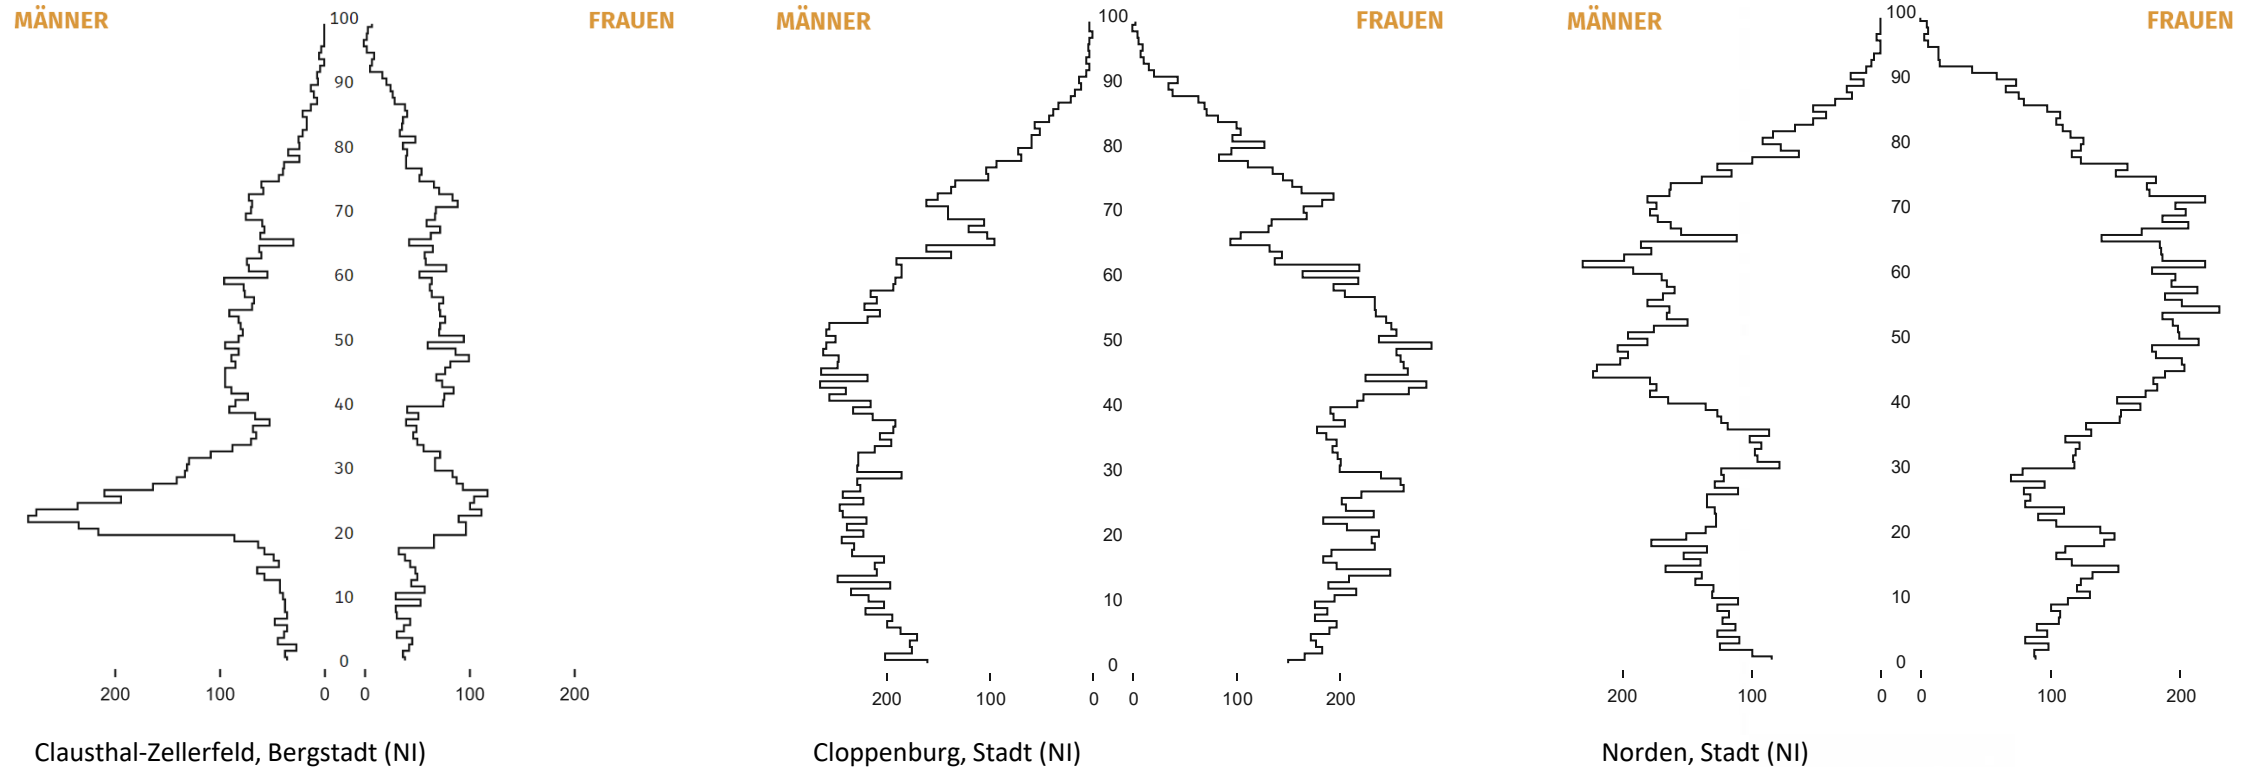 MÄNNER
FRAUEN
100
90
80
70
60
50
40
30
20
10
0
200 100 0 0 100 200
Clausthal-Zellerfeld, Bergstadt (NI)
MÄNNER
FRAUEN
100
90
80
70
60
50
40
30
20
10
0
200 100 0 0 100 200
Cloppenburg, Stadt (NI)
MÄNNER
FRAUEN
100
90
80
70
60
50
40
30
20
10
0
200 100 0 0 100 200
Norden, Stadt (NI)